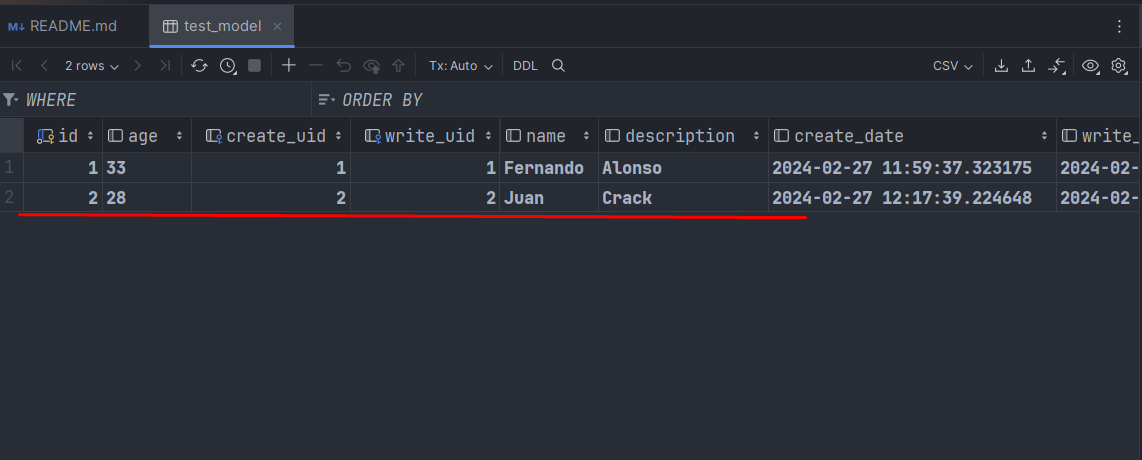 M↓ README.md test_model
2 rows Tx: Auto DDL CSV
WHERE ORDER BY
id age create_uid write_uid name description create_date write_
1 1 33 1 1 Fernando Alonso 2024-02-27 11:59:37.323175 2024-02-
2 2 28 2 2 Juan Crack 2024-02-27 12:17:39.224648 2024-02-